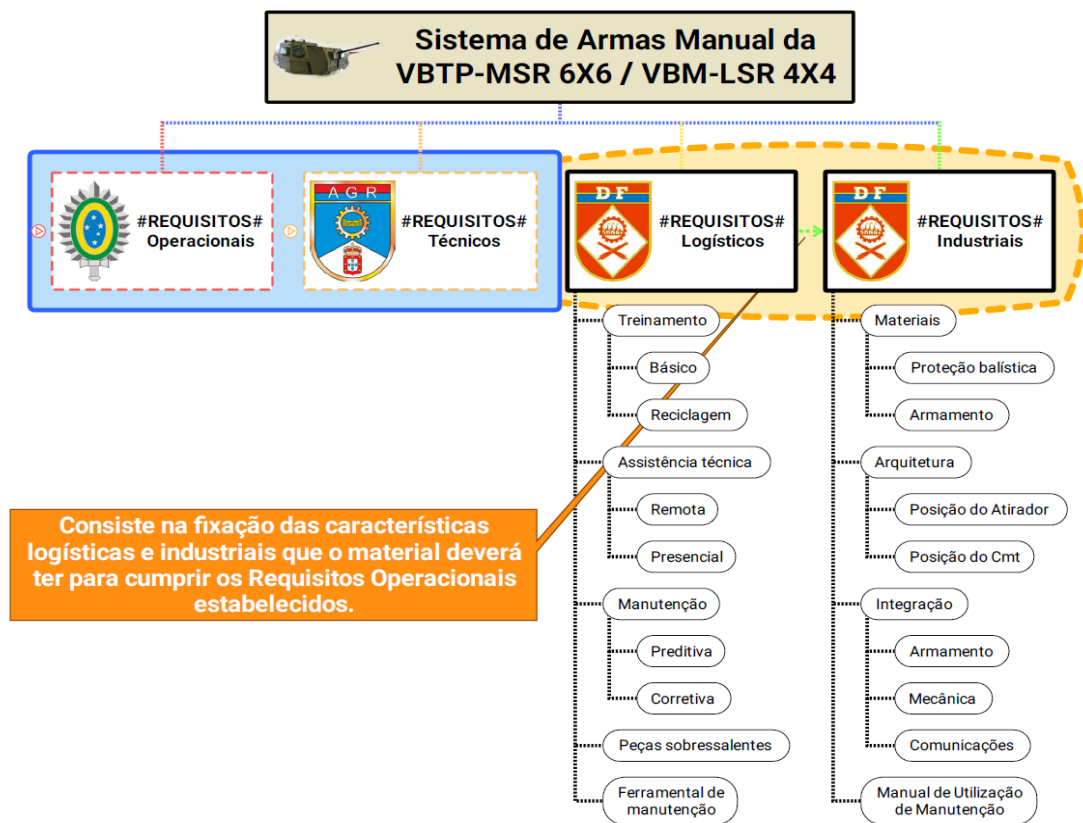 Sistema de Armas Manual da
VBTP-MSR 6X6 / VBM-LSR 4X4
#REQUISITOS#
Operacionais
A G R
#REQUISITOS#
Técnicos
D F
#REQUISITOS#
Logísticos
D F
#REQUISITOS#
Industriais
Treinamento
Básico
Reciclagem
Assistência técnica
Remota
Presencial
Manutenção
Preditiva
Corretiva
Peças sobressalentes
Ferramental de
manutenção
Materiais
Proteção balística
Armamento
Arquitetura
Posição do Atirador
Posição do Cmt
Integração
Armamento
Mecânica
Comunicações
Manual de Utilização
de Manutenção
Consiste na fixação das característícas
logísticas e industriais que o material deverá
ter para cumprir os Requisitos Operacionais
estabelecidos.